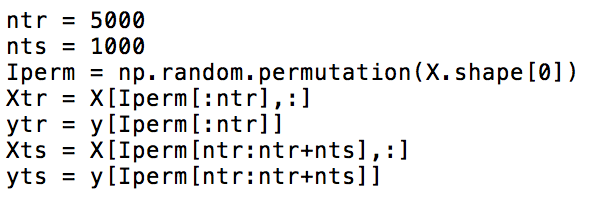 ntr = 5000
nts = 1000
Iperm = np.random.permutation(X.shape[0])
Xtr = X[Iperm[:ntr],:]
ytr = y[Iperm[:ntr]]
Xts = X[Iperm[ntr:ntr+nts],:]
yts = y[Iperm[ntr:ntr+nts]]